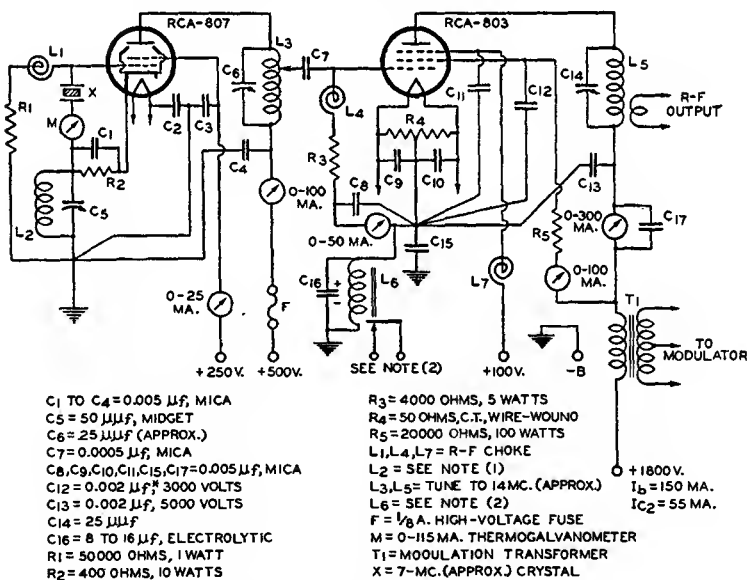 RCA-807
RCA-803
L1
L3
C6
C7
C11
C12
C14
L5
R-F
OUTPUT
X
M
C1
C2
C3
R1
R2
C4
L4
R3
R4
C9
C10
C8
C13
C5
L2
0-100
MA.
0-50 MA.
C15
R5
0-300
MA.
C17
0-25
MA.
F
C16
+
-
L6
L7
0-100
MA.
T1
TO
MODULATOR
+250V.
+500V.
SEE NOTE(2)
+100V.
-B
+1800V.
Ib=150 MA.
IC2=55 MA.
C1 TO C4=0.005 µf, MICA
C5=50 µµf, MIDGET
C6=25 µµf (APPROX.)
C7=0.0005 µf, MICA
C8,C9,C10,C11,C15,C17=0.005 µf, MICA
C12=0.002 µf,* 3000 VOLTS
C13=0.002 µf, 5000 VOLTS
C14=25 µµf
C16=8 TO 16 µf, ELECTROLYTIC
R1=50000 OHMS, 1 WATT
R2=400 OHMS, 10 WATTS
R3=4000 OHMS, 5 WATTS
R4=50 OHMS, C.T., WIRE-WOUND
R5=20000 OHMS, 100 WATTS
L1,L4,L7=R-F CHOKE
L2=SEE NOTE (1)
L3,L5=TUNE TO 14MC.(APPROX.)
L6=SEE NOTE (2)
F=1/8 A. HIGH-VOLTAGE FUSE
M=0-115 MA. THERMOGALVANOMETER
T1=MODULATION TRANSFORMER
X=7-MC.(APPROX.) CRYSTAL